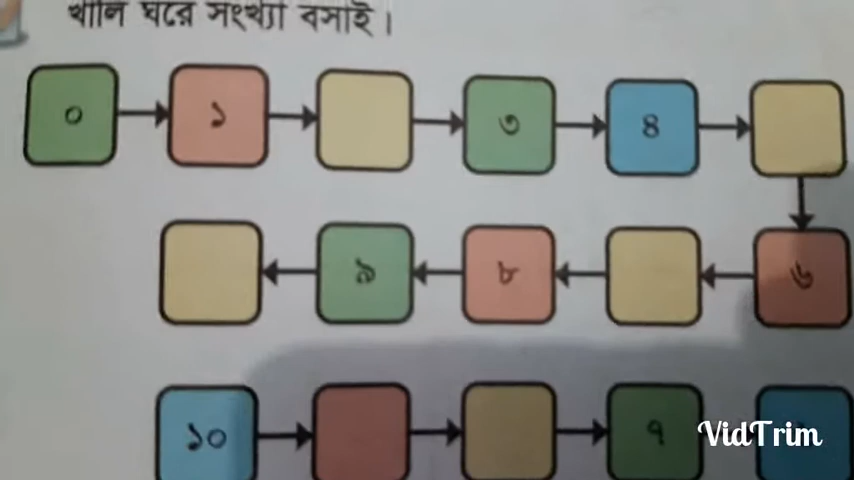 খালি ঘরে সংখ্যা বসাই।
০ ১ ৩ ৪
৯ ৮ ৬
১০ ৭
VidTrim